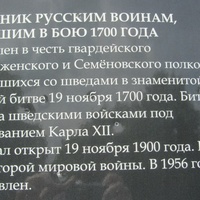 НИК РУССКИМ ВОИНАМ,
ШИМ В БОЮ 1700 ГОДА
лен в честь гвардейского
женского и Семёновского полко
шихся со шведами в знаменитой
й битве 19 ноября 1700 года. Бит
а шведскими войсками под
ванием Карла XII.
ал открыт 19 ноября 1900 года. В
торой мировой войны. В 1956 го
влен.